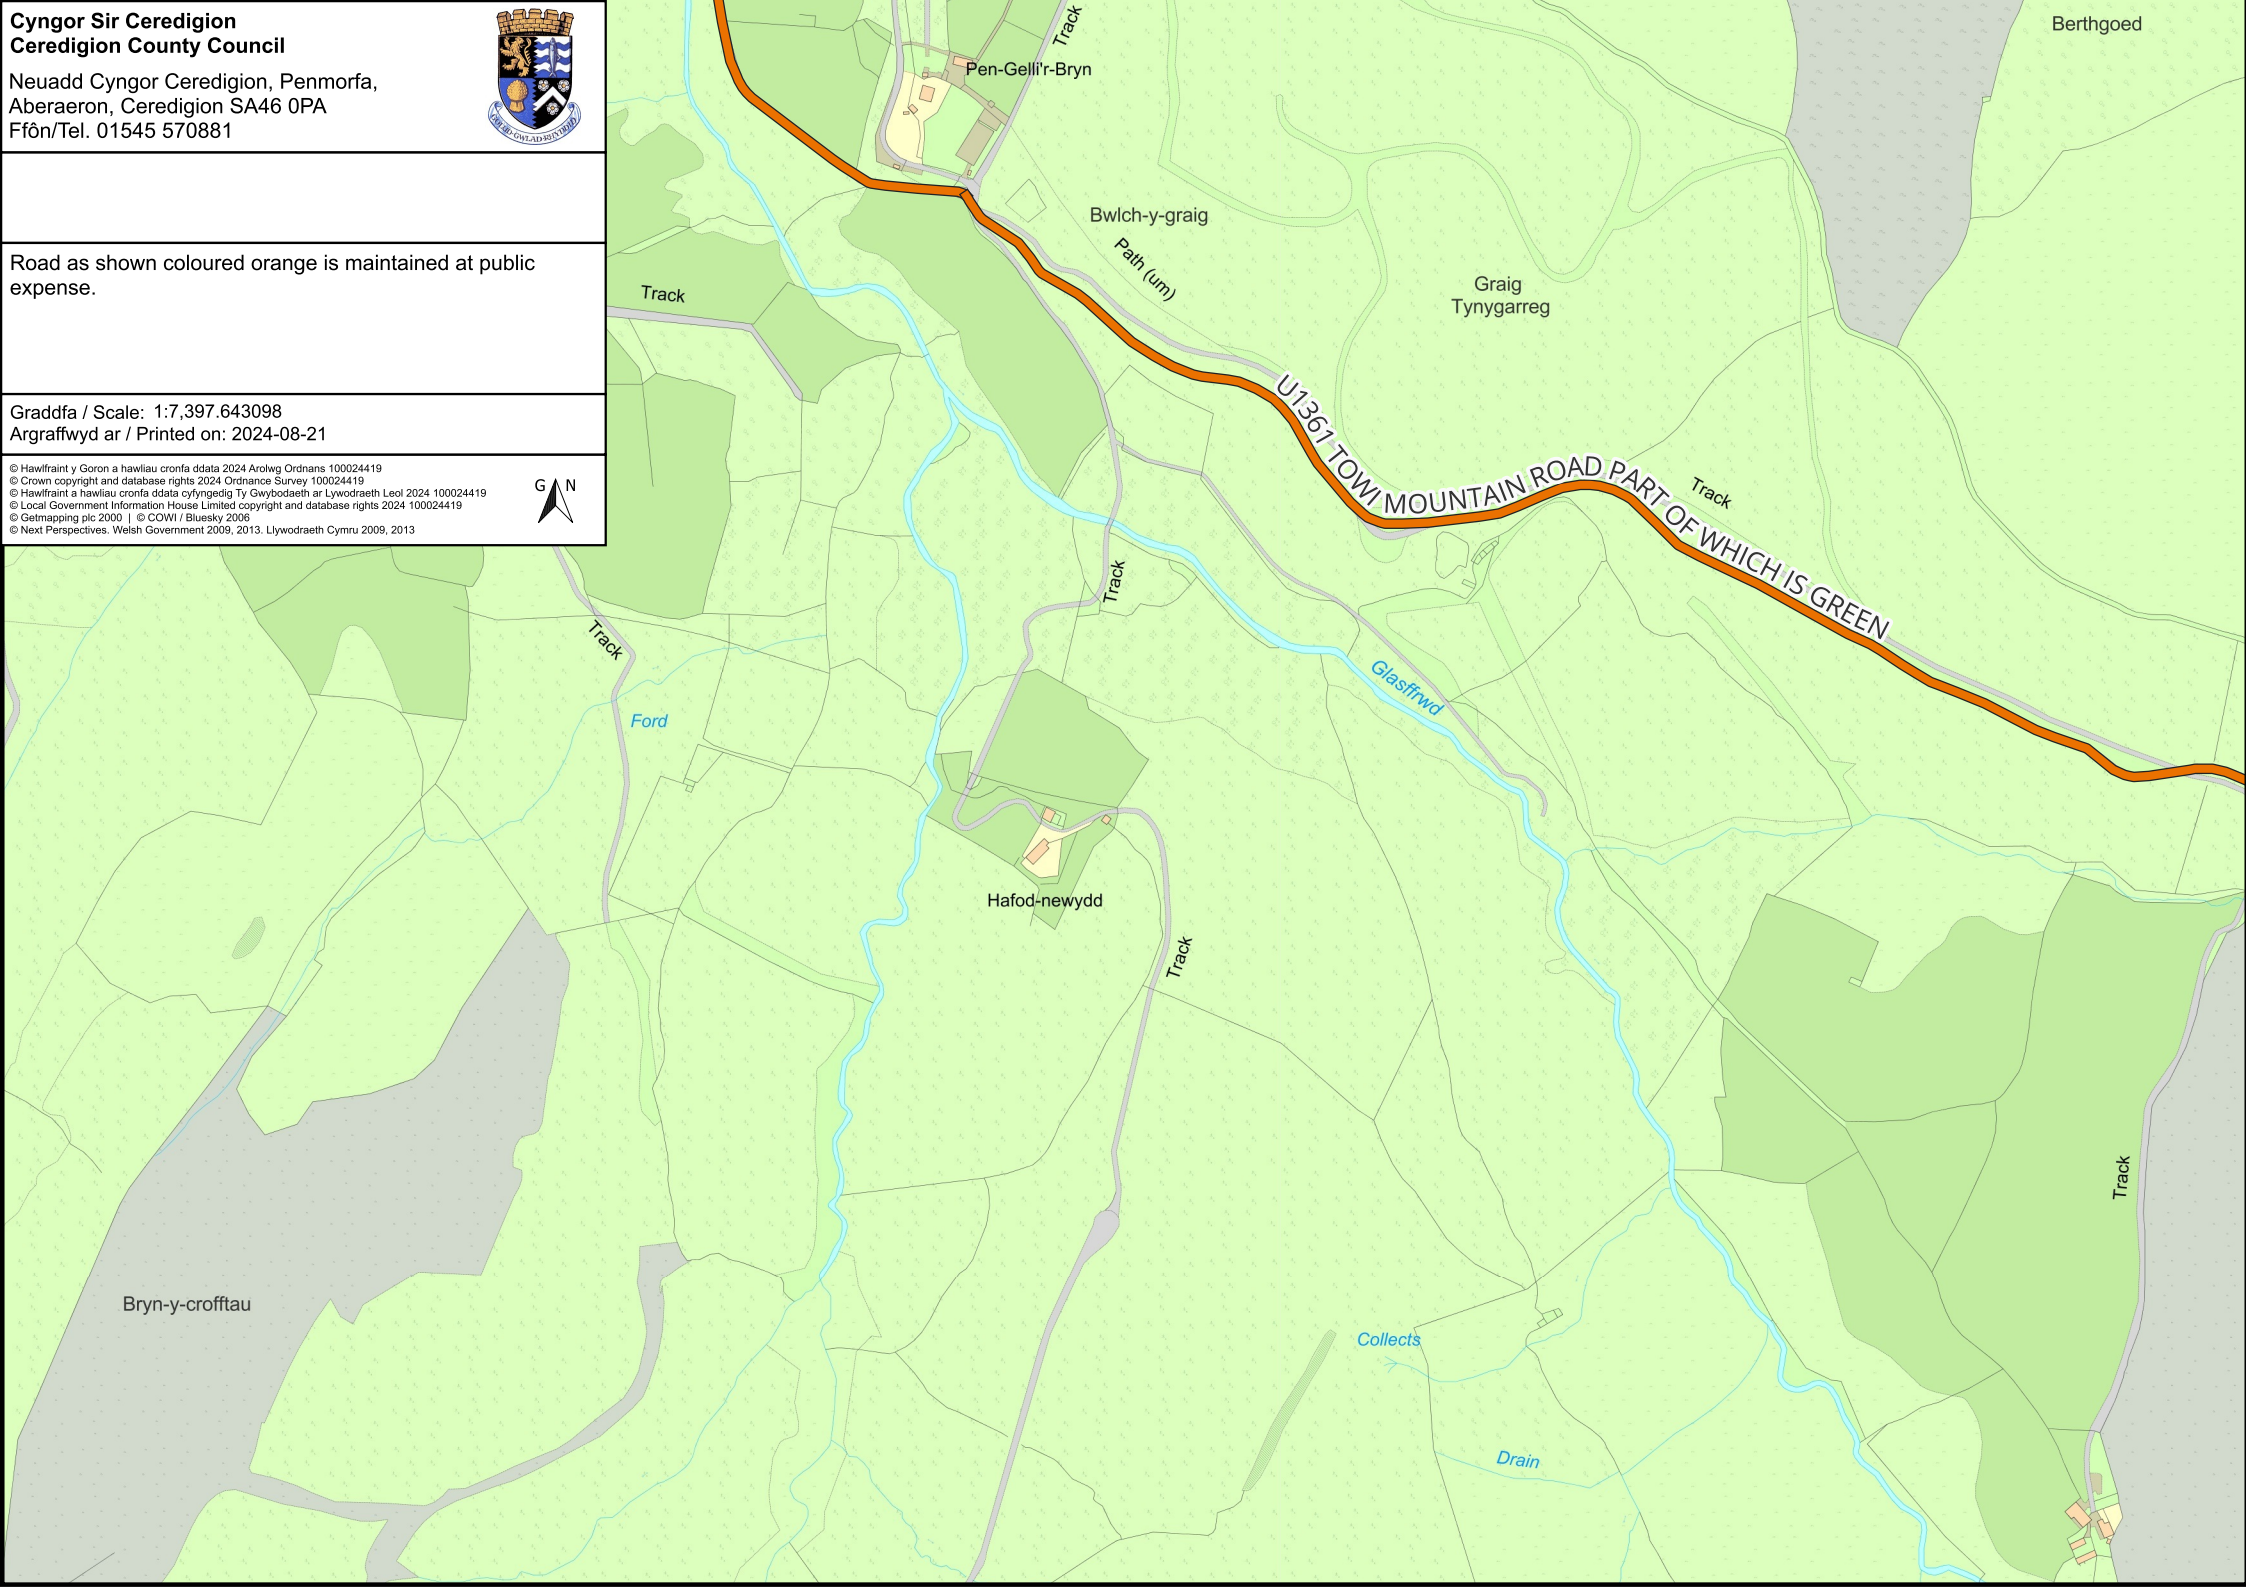 Cyngor Sir Ceredigion
Ceredigion County Council
Neuadd Cyngor Ceredigion, Penmorfa,
Aberaeron, Ceredigion SA46 0PA
Ffôn/Tel. 01545 570881
Road as shown coloured orange is maintained at public
expense.
Graddfa / Scale: 1:7,397.643098
Argraffwyd ar / Printed on: 2024-08-21
© Hawlfraint y Goron a hawliau cronfa ddata 2024 Arolwg Ordnans 100024419
© Crown copyright and database rights 2024 Ordnance Survey 100024419
© Hawlfraint a hawliau cronfa ddata cyfyngedig Ty Gwybodaeth ar Lywodraeth Leol 2024 100024419
© Local Government Information House Limited copyright and database rights 2024 100024419
© Getmapping plc 2000 | © COWI / Bluesky 2006
© Next Perspectives. Welsh Government 2009, 2013. Llywodraeth Cymru 2009, 2013
G N
Berthgoed
Track
Pen-Gelli'r-Bryn
Bwlch-y-graig
Path (um)
Graig
Tynygarreg
Track
U1361 TOWI MOUNTAIN ROAD PART OF WHICH IS GREEN
Track
Track
Track
Glasffrwd
Ford
Hafod-newydd
Track
Track
Bryn-y-crofftau
Collects
Drain